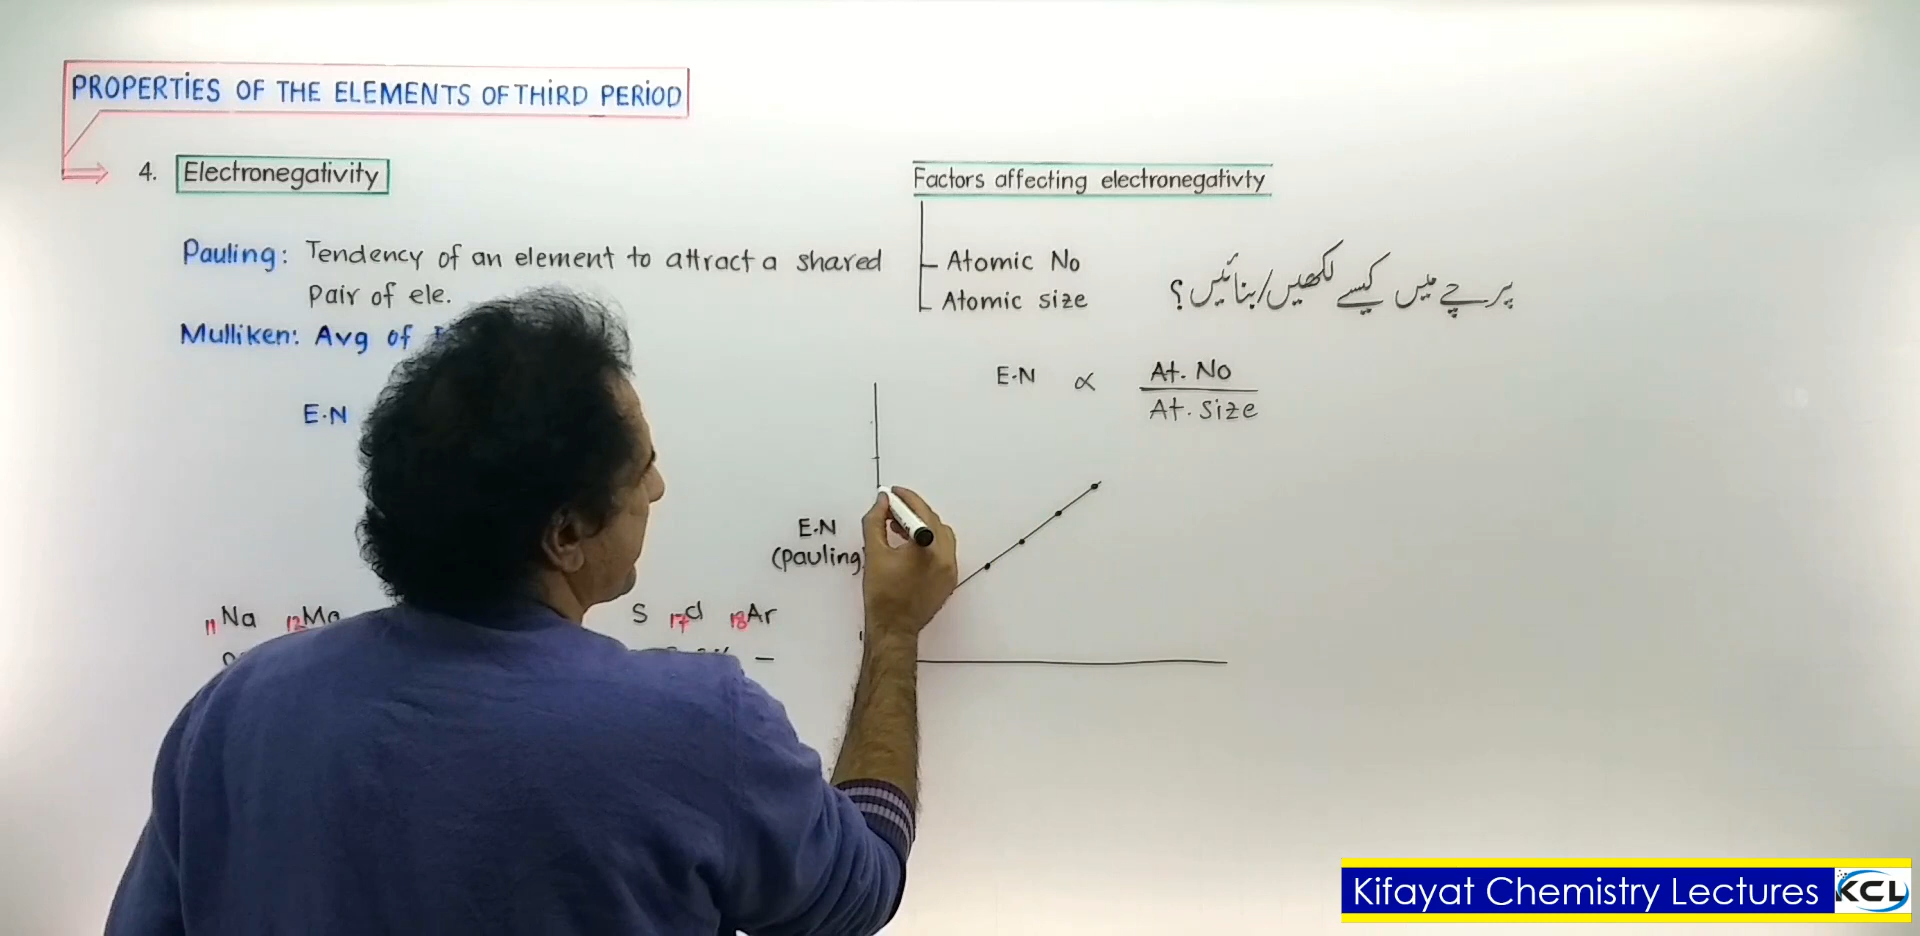 PROPERTIES OF THE ELEMENTS OF THIRD PERIOD
4. Electronegativity
Pauling: Tendency of an element to attract a shared
Pair of ele.
Mulliken: Avg of
E.N
11Na 12Mg S 17Cl 18Ar
–
Factors affecting electronegativty
Atomic No
Atomic size
پرچے میں کیسے لکھیں/بنائیں؟
E.N ∝ At. No
At. Size
E.N
(pauling)
Kifayat Chemistry Lectures KCL